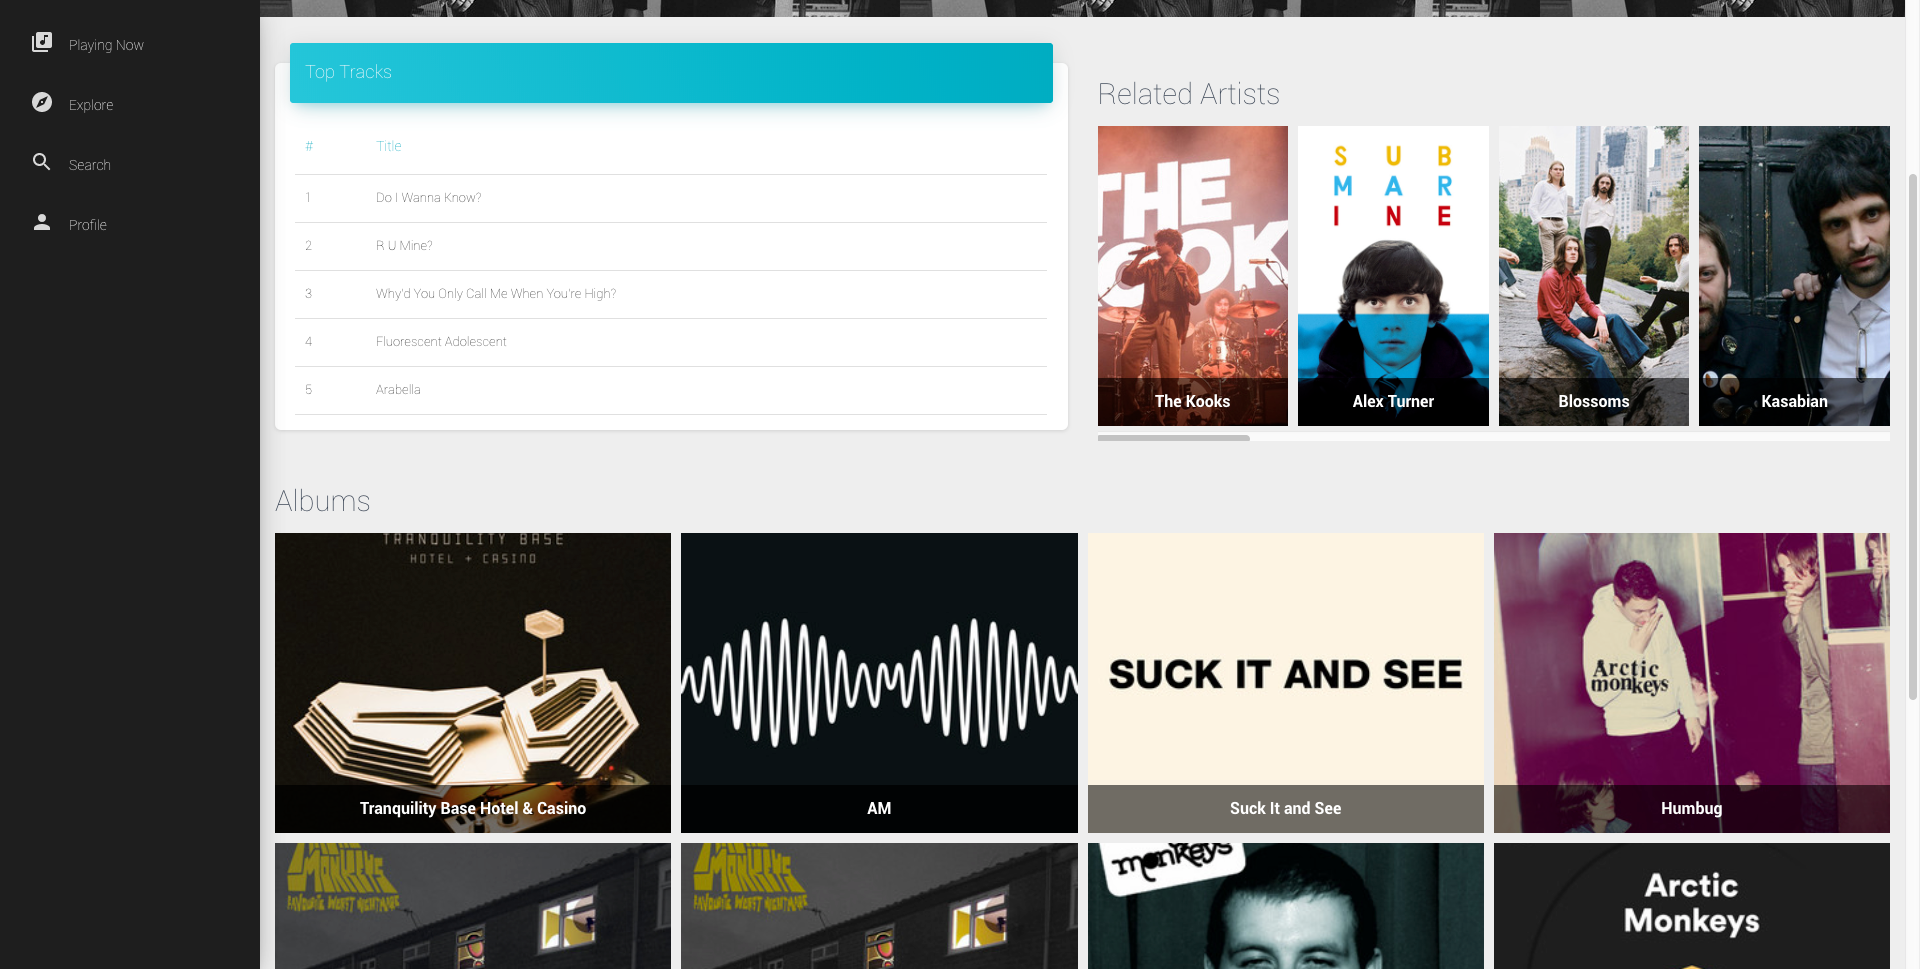 Playing Now
Explore
Search
Profile
Top Tracks
# Title
1 Do I Wanna Know?
2 R U Mine?
3 Why'd You Only Call Me When You're High?
4 Fluorescent Adolescent
5 Arabella
Related Artists
THE
KOOK
The Kooks
SUB
MAR
INE
Alex Turner
Blossoms
Kasabian
Albums
TRANQUILITY BASE
HOTEL + CASINO
Tranquility Base Hotel & Casino
AM
SUCK IT AND SEE
Suck It and See
Arctic
monkeys
Humbug
MONKEYS
FAVOURITE WORST NIGHTMARE
MONKEYS
FAVOURITE WORST NIGHTMARE
monkeys
Arctic
Monkeys